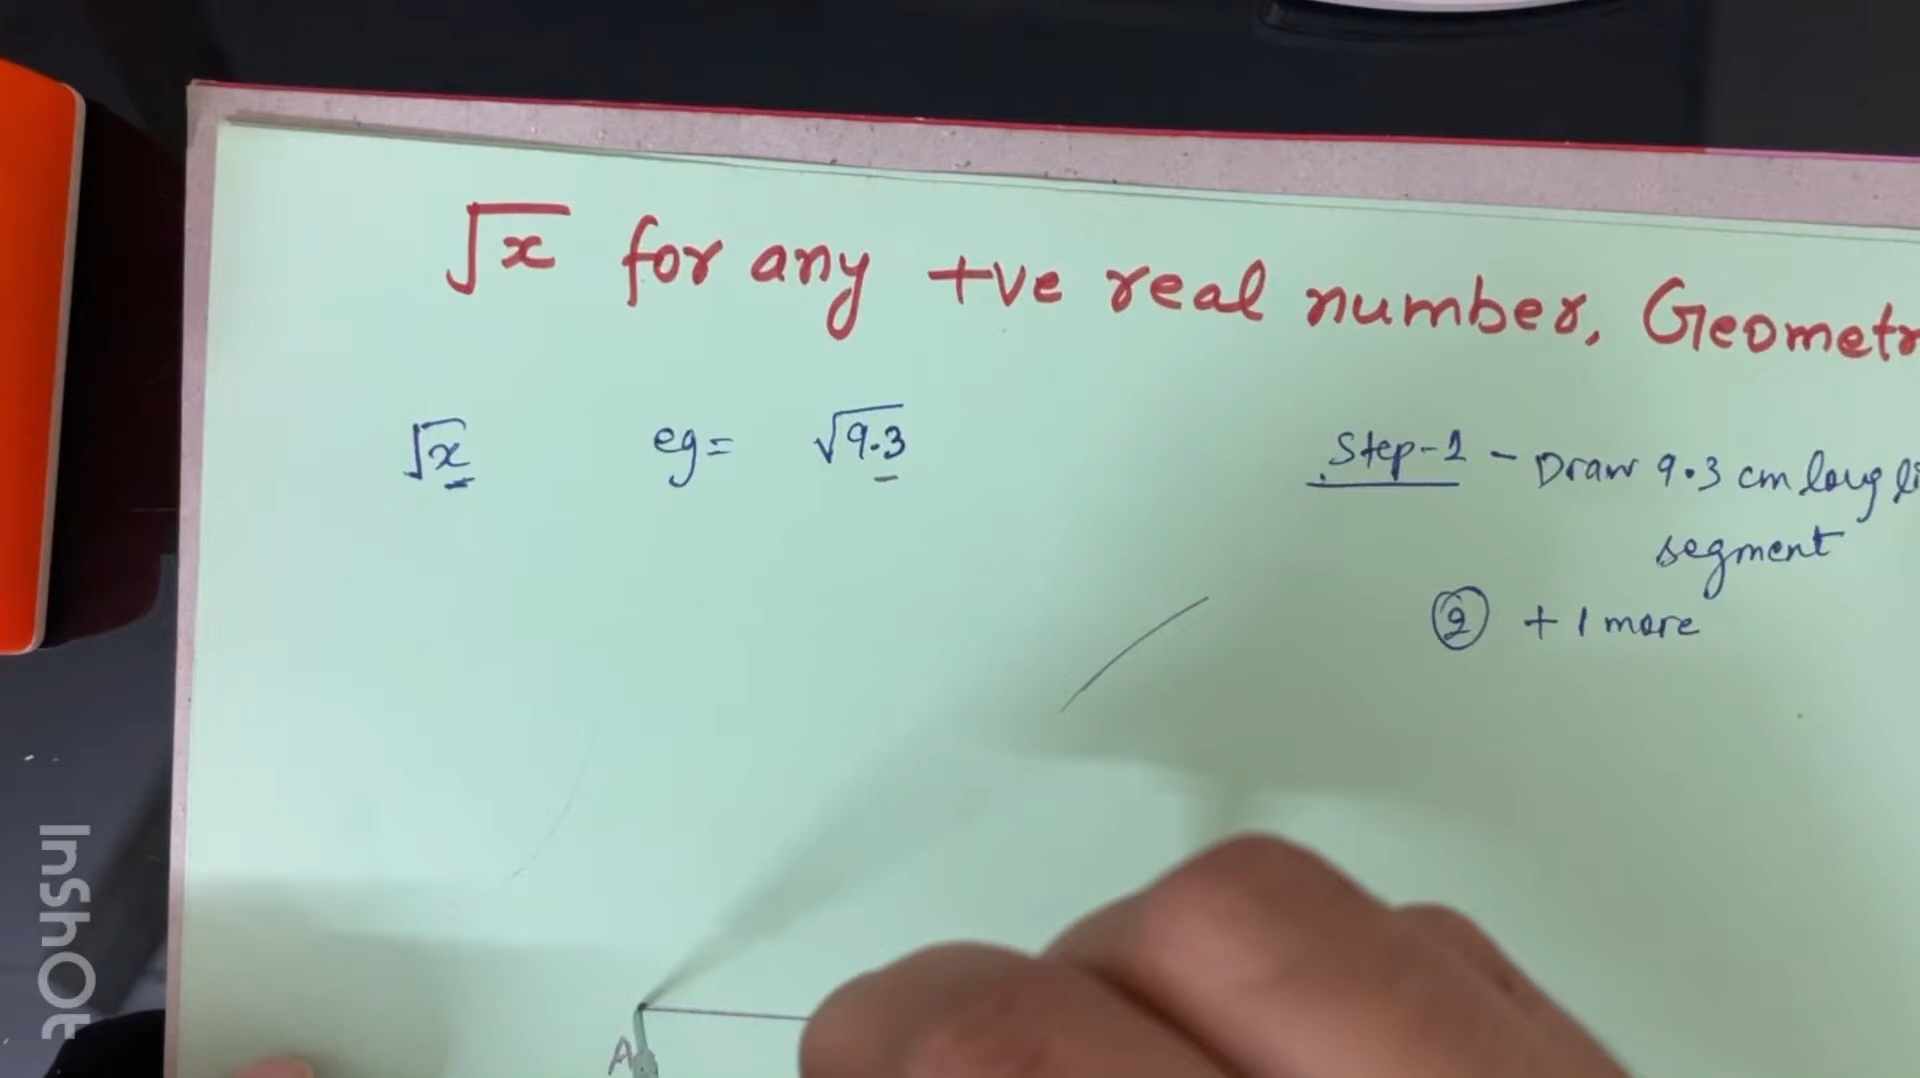 √x for any +ve real number, Geometr
√x eg= √9.3
Step-1 - Draw 9.3 cm long li
segment
② + 1 more
A
InShOt